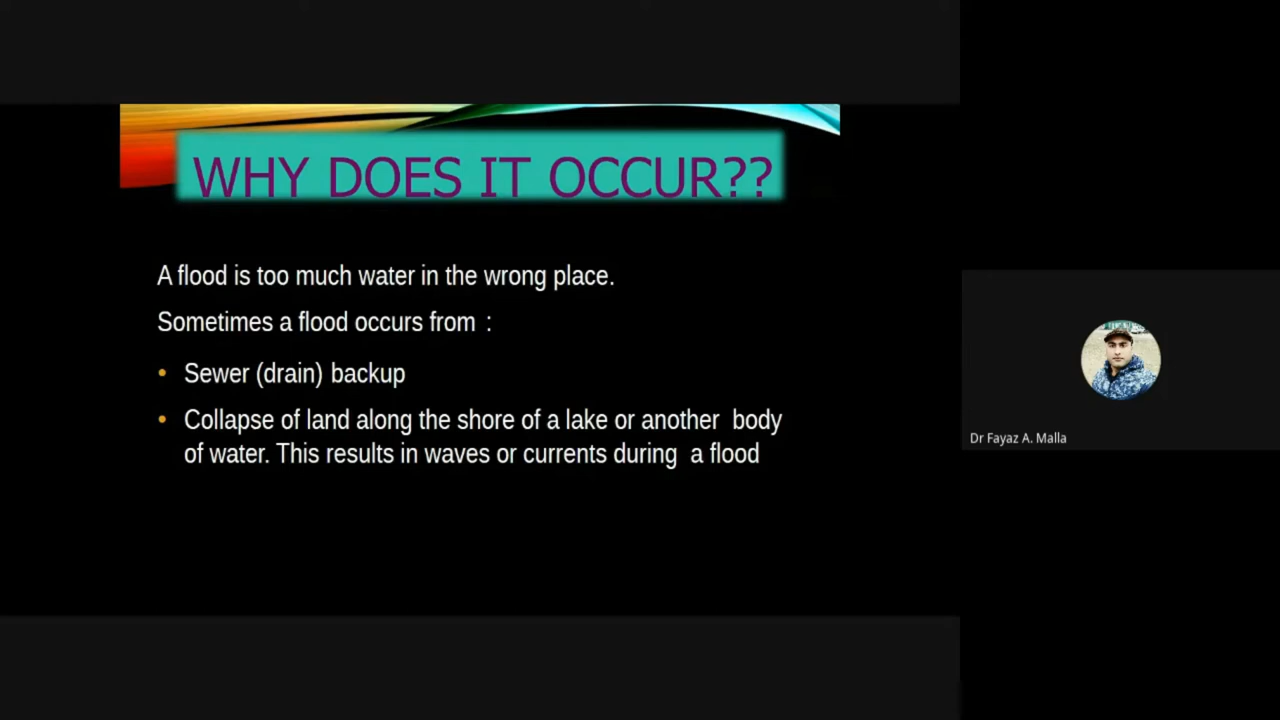 WHY DOES IT OCCUR??
A flood is too much water in the wrong place.
Sometimes a flood occurs from :
• Sewer (drain) backup
• Collapse of land along the shore of a lake or another body
of water. This results in waves or currents during a flood
Dr Fayaz A. Malla